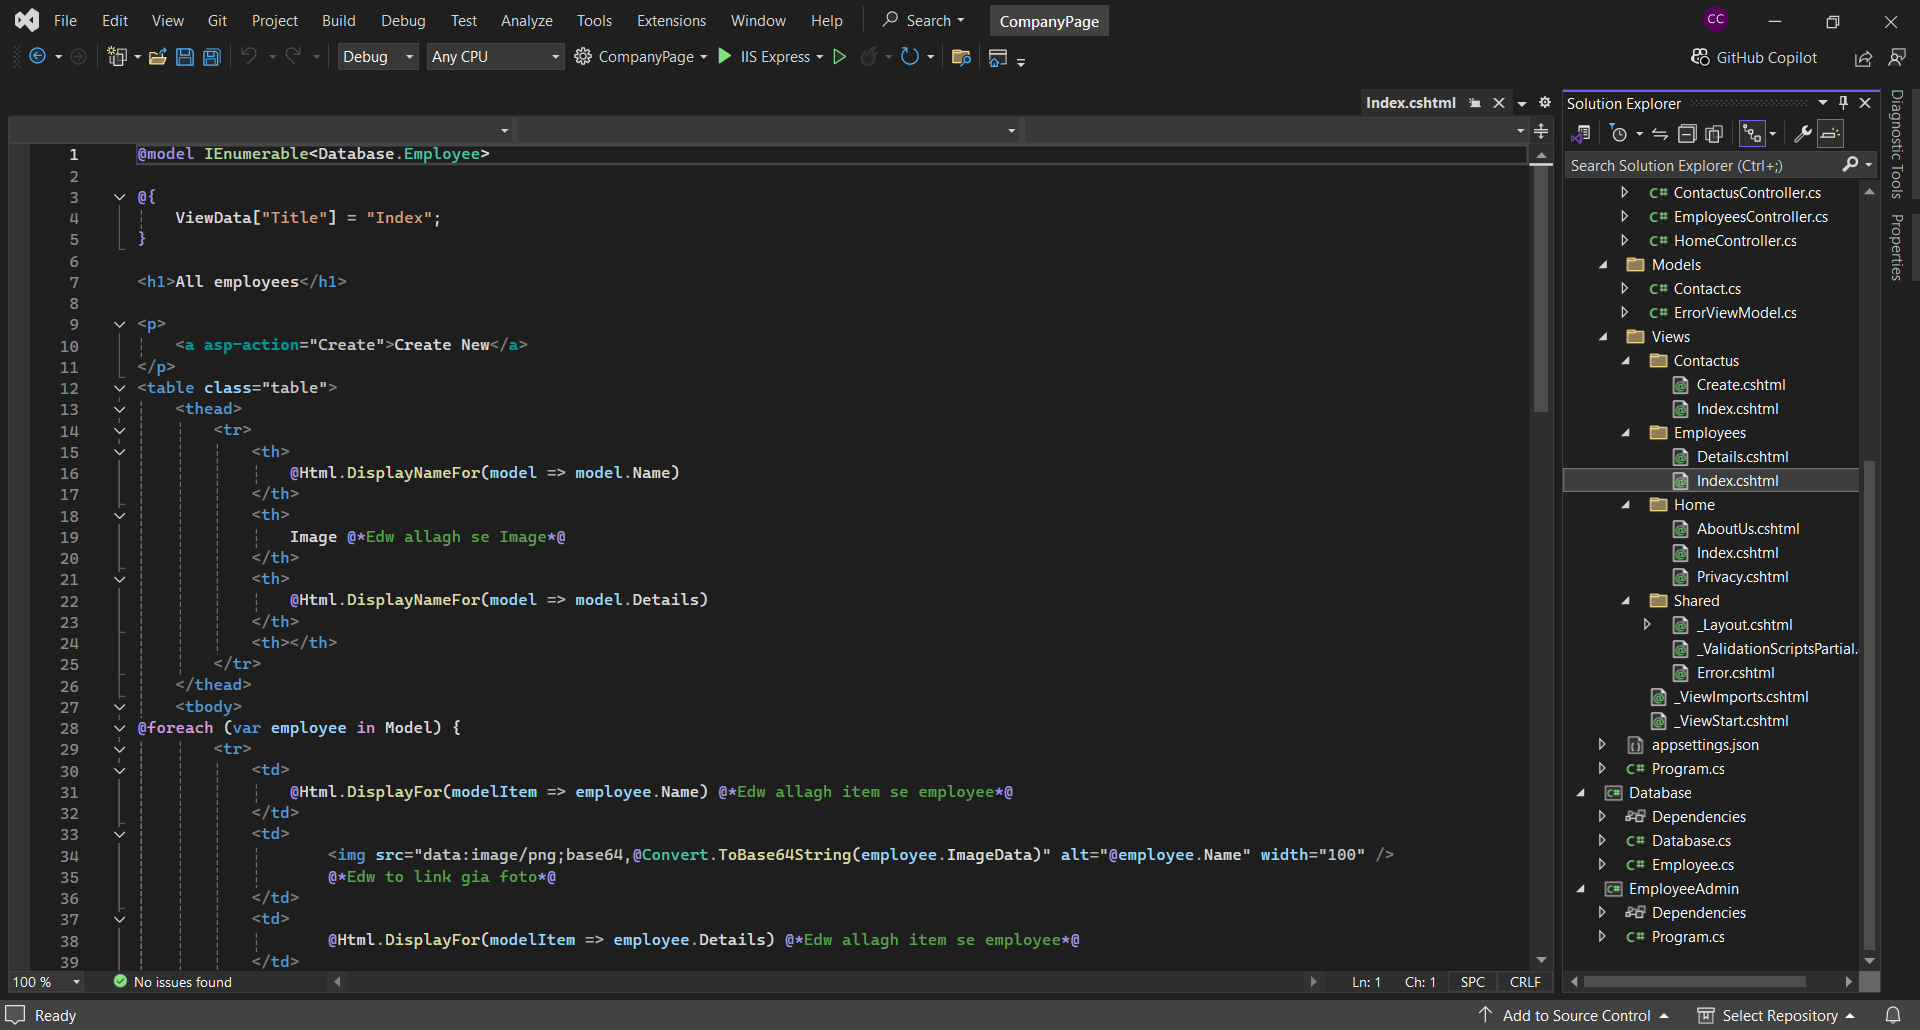 File Edit View Git Project Build Debug Test Analyze Tools Extensions Window Help Search CompanyPage CC
Debug Any CPU CompanyPage IIS Express GitHub Copilot
Index.cshtml
1 @model IEnumerable<Database.Employee>
2
3 @{
4 ViewData["Title"] = "Index";
5 }
6
7 <h1>All employees</h1>
8
9 <p>
10 <a asp-action="Create">Create New</a>
11 </p>
12 <table class="table">
13 <thead>
14 <tr>
15 <th>
16 @Html.DisplayNameFor(model => model.Name)
17 </th>
18 <th>
19 Image @*Edw allagh se Image*@
20 </th>
21 <th>
22 @Html.DisplayNameFor(model => model.Details)
23 </th>
24 <th></th>
25 </tr>
26 </thead>
27 <tbody>
28 @foreach (var employee in Model) {
29 <tr>
30 <td>
31 @Html.DisplayFor(modelItem => employee.Name) @*Edw allagh item se employee*@
32 </td>
33 <td>
34 <img src="data:image/png;base64,@Convert.ToBase64String(employee.ImageData)" alt="@employee.Name" width="100" />
35 @*Edw to link gia foto*@
36 </td>
37 <td>
38 @Html.DisplayFor(modelItem => employee.Details) @*Edw allagh item se employee*@
39 </td>
100 % No issues found Ln: 1 Ch: 1 SPC CRLF
Solution Explorer
Search Solution Explorer (Ctrl+;)
C# ContactusController.cs
C# EmployeesController.cs
C# HomeController.cs
Models
C# Contact.cs
C# ErrorViewModel.cs
Views
Contactus
Create.cshtml
Index.cshtml
Employees
Details.cshtml
Index.cshtml
Home
AboutUs.cshtml
Index.cshtml
Privacy.cshtml
Shared
_Layout.cshtml
_ValidationScriptsPartial.
Error.cshtml
_ViewImports.cshtml
_ViewStart.cshtml
appsettings.json
C# Program.cs
C# Database
Dependencies
C# Database.cs
C# Employee.cs
C# EmployeeAdmin
Dependencies
C# Program.cs
Diagnostic Tools
Properties
Ready Add to Source Control Select Repository